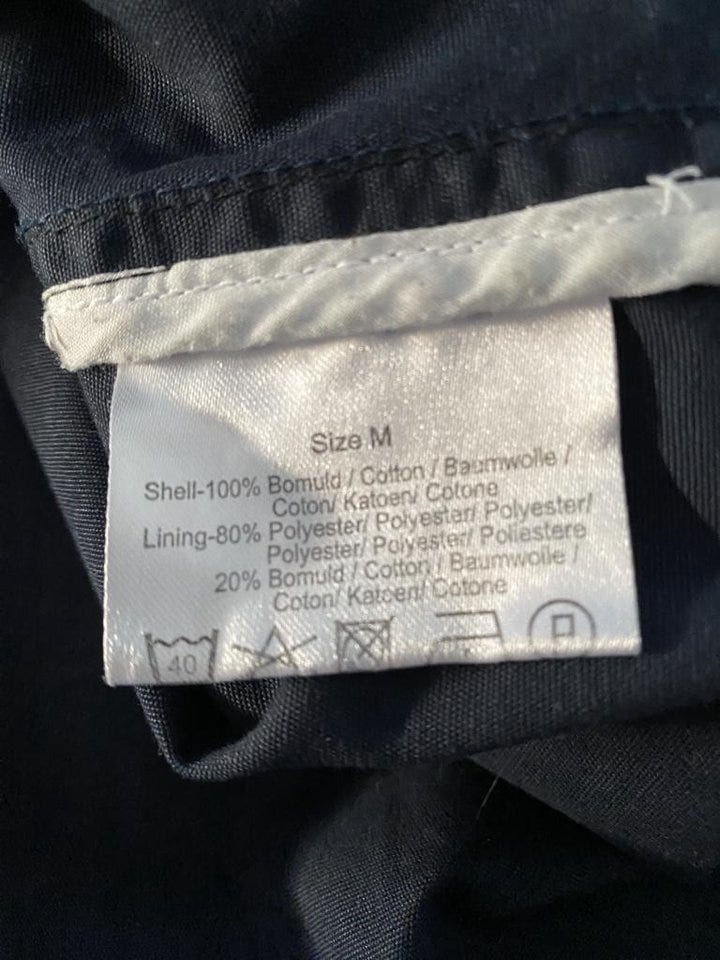 Size M
Shell-100% Bomuld / Cotton / Baumwolle /
Coton/ Katoen/ Cotone
Lining-80% Polyester/ Polyester/ Polyester/
Polyester/ Polyester/ Poliestere
20% Bomuld / Cotton / Baumwolle /
Coton/ Katoen/ Cotone
40 P